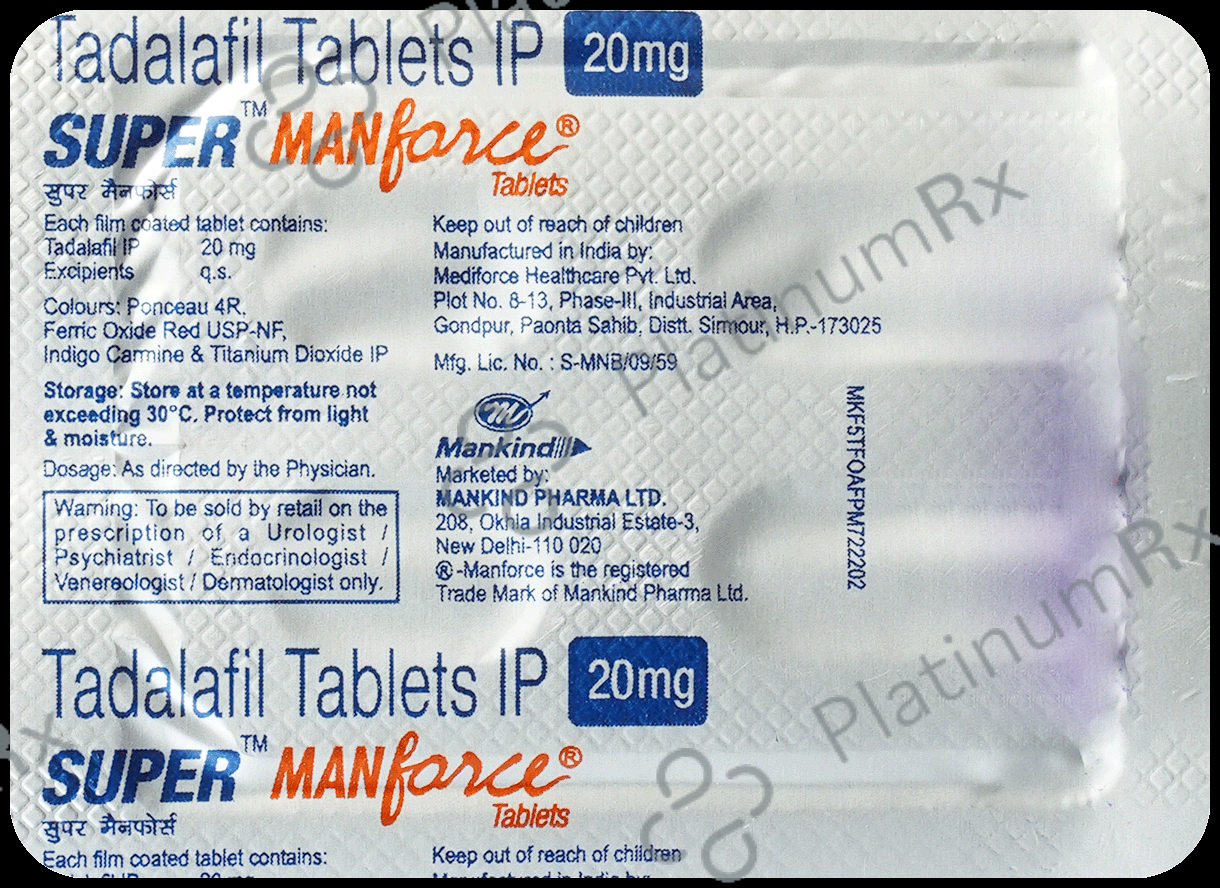 Tadalafil Tablets IP 20mg
SUPER™ MANforce®
Tablets
सुपर मैनफोर्स
Each film coated tablet contains:
Tadalafil IP 20 mg
Excipients q.s.
Colours: Ponceau 4R,
Ferric Oxide Red USP-NF,
Indigo Carmine & Titanium Dioxide IP
Storage: Store at a temperature not
exceeding 30°C. Protect from light
& moisture.
Dosage: As directed by the Physician.
Warning: To be sold by retail on the
prescription of a Urologist /
Psychiatrist / Endocrinologist /
Venereologist / Dermatologist only.
Keep out of reach of children
Manufactured in India by:
Mediforce Healthcare Pvt. Ltd.
Plot No. 8-13, Phase-III, Industrial Area,
Gondpur, Paonta Sahib, Distt. Sirmour, H.P.-173025
Mfg. Lic. No. : S-MNB/09/59
Mankind
Marketed by:
MANKIND PHARMA LTD.
208, Okhla Industrial Estate-3,
New Delhi-110 020
®-Manforce is the registered
Trade Mark of Mankind Pharma Ltd.
MKF5TFOAFPM722202
Tadalafil Tablets IP 20mg
SUPER™ MANforce®
Tablets
सुपर मैनफोर्स
Each film coated tablet contains:
Keep out of reach of children
PlatinumRx
PlatinumRx